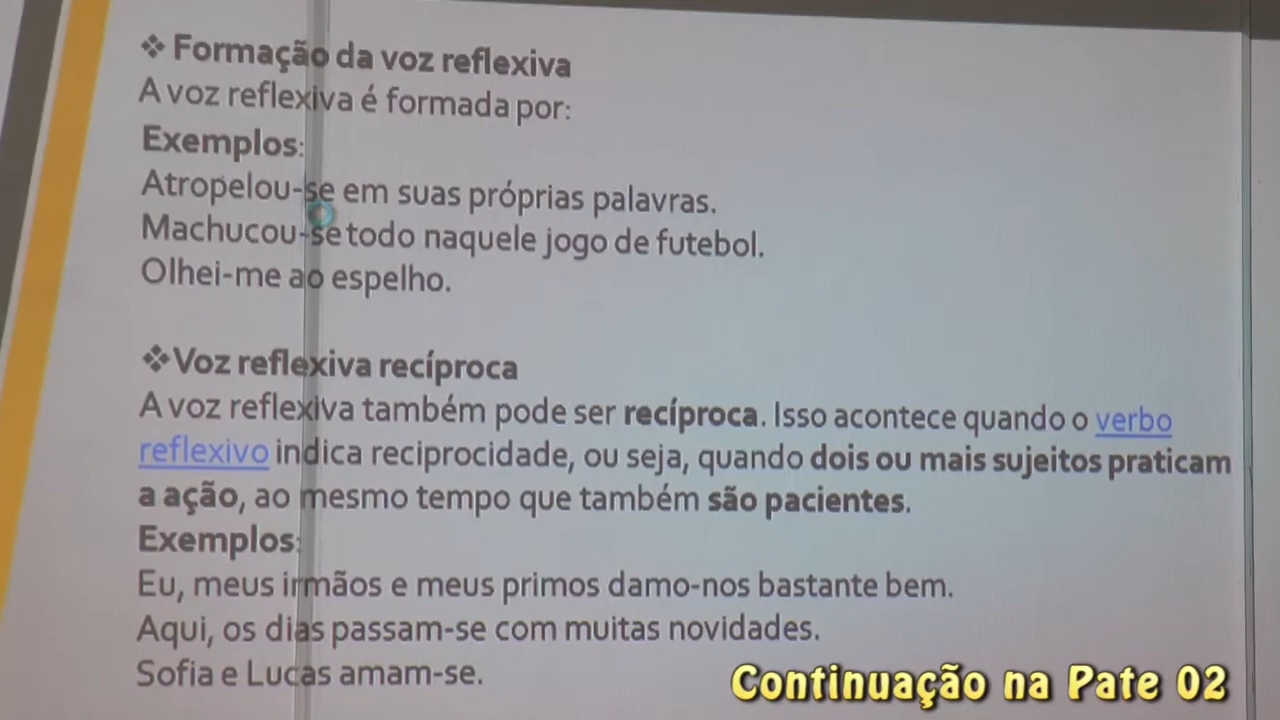 ❖ Formação da voz reflexiva
A voz reflexiva é formada por:
Exemplos:
Atropelou-se em suas próprias palavras.
Machucou-se todo naquele jogo de futebol.
Olhei-me ao espelho.
❖Voz reflexiva recíproca
A voz reflexiva também pode ser recíproca. Isso acontece quando o verbo
reflexivo indica reciprocidade, ou seja, quando dois ou mais sujeitos praticam
a ação, ao mesmo tempo que também são pacientes.
Exemplos:
Eu, meus irmãos e meus primos damo-nos bastante bem.
Aqui, os dias passam-se com muitas novidades.
Sofia e Lucas amam-se.
Continuação na Pate 02